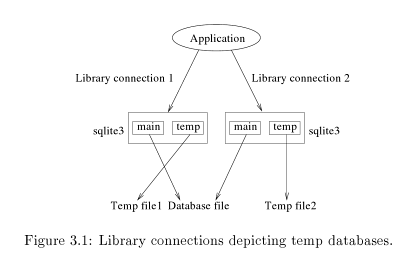 Application
Library connection 1
Library connection 2
sqlite3
main
temp
main
temp
sqlite3
Temp file1
Database file
Temp file2
Figure 3.1: Library connections depicting temp databases.